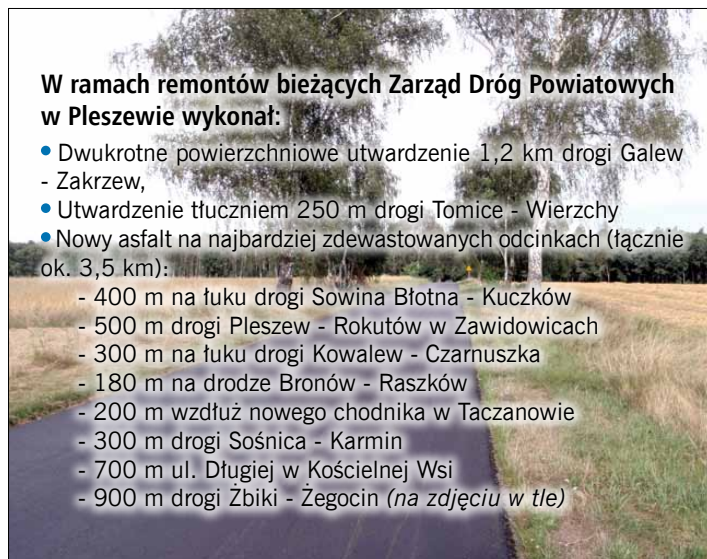 W ramach remontów bieżących Zarząd Dróg Powiatowych
w Pleszewie wykonał:
• Dwukrotne powierzchniowe utwardzenie 1,2 km drogi Galew
- Zakrzew,
• Utwardzenie tłuczniem 250 m drogi Tomice - Wierzchy
• Nowy asfalt na najbardziej zdewastowanych odcinkach (łącznie
ok. 3,5 km):
- 400 m na łuku drogi Sowina Błotna - Kuczków
- 500 m drogi Pleszew - Rokutów w Zawidowicach
- 300 m na łuku drogi Kowalew - Czarnuszka
- 180 m na drodze Bronów - Raszków
- 200 m wzdłuż nowego chodnika w Taczanowie
- 300 m drogi Sośnica - Karmin
- 700 m ul. Długiej w Kościelnej Wsi
- 900 m drogi Żbiki - Żegocin (na zdjęciu w tle)